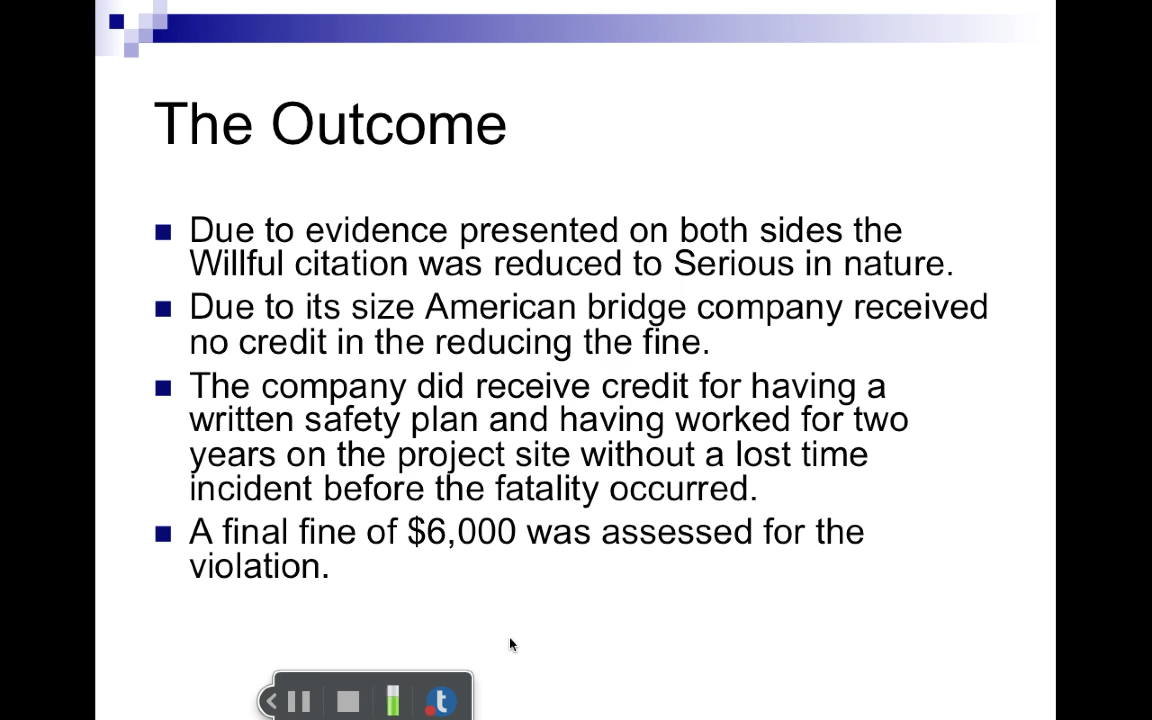 The Outcome
Due to evidence presented on both sides the
Willful citation was reduced to Serious in nature.
Due to its size American bridge company received
no credit in the reducing the fine.
The company did receive credit for having a
written safety plan and having worked for two
years on the project site without a lost time
incident before the fatality occurred.
A final fine of $6,000 was assessed for the
violation.
t